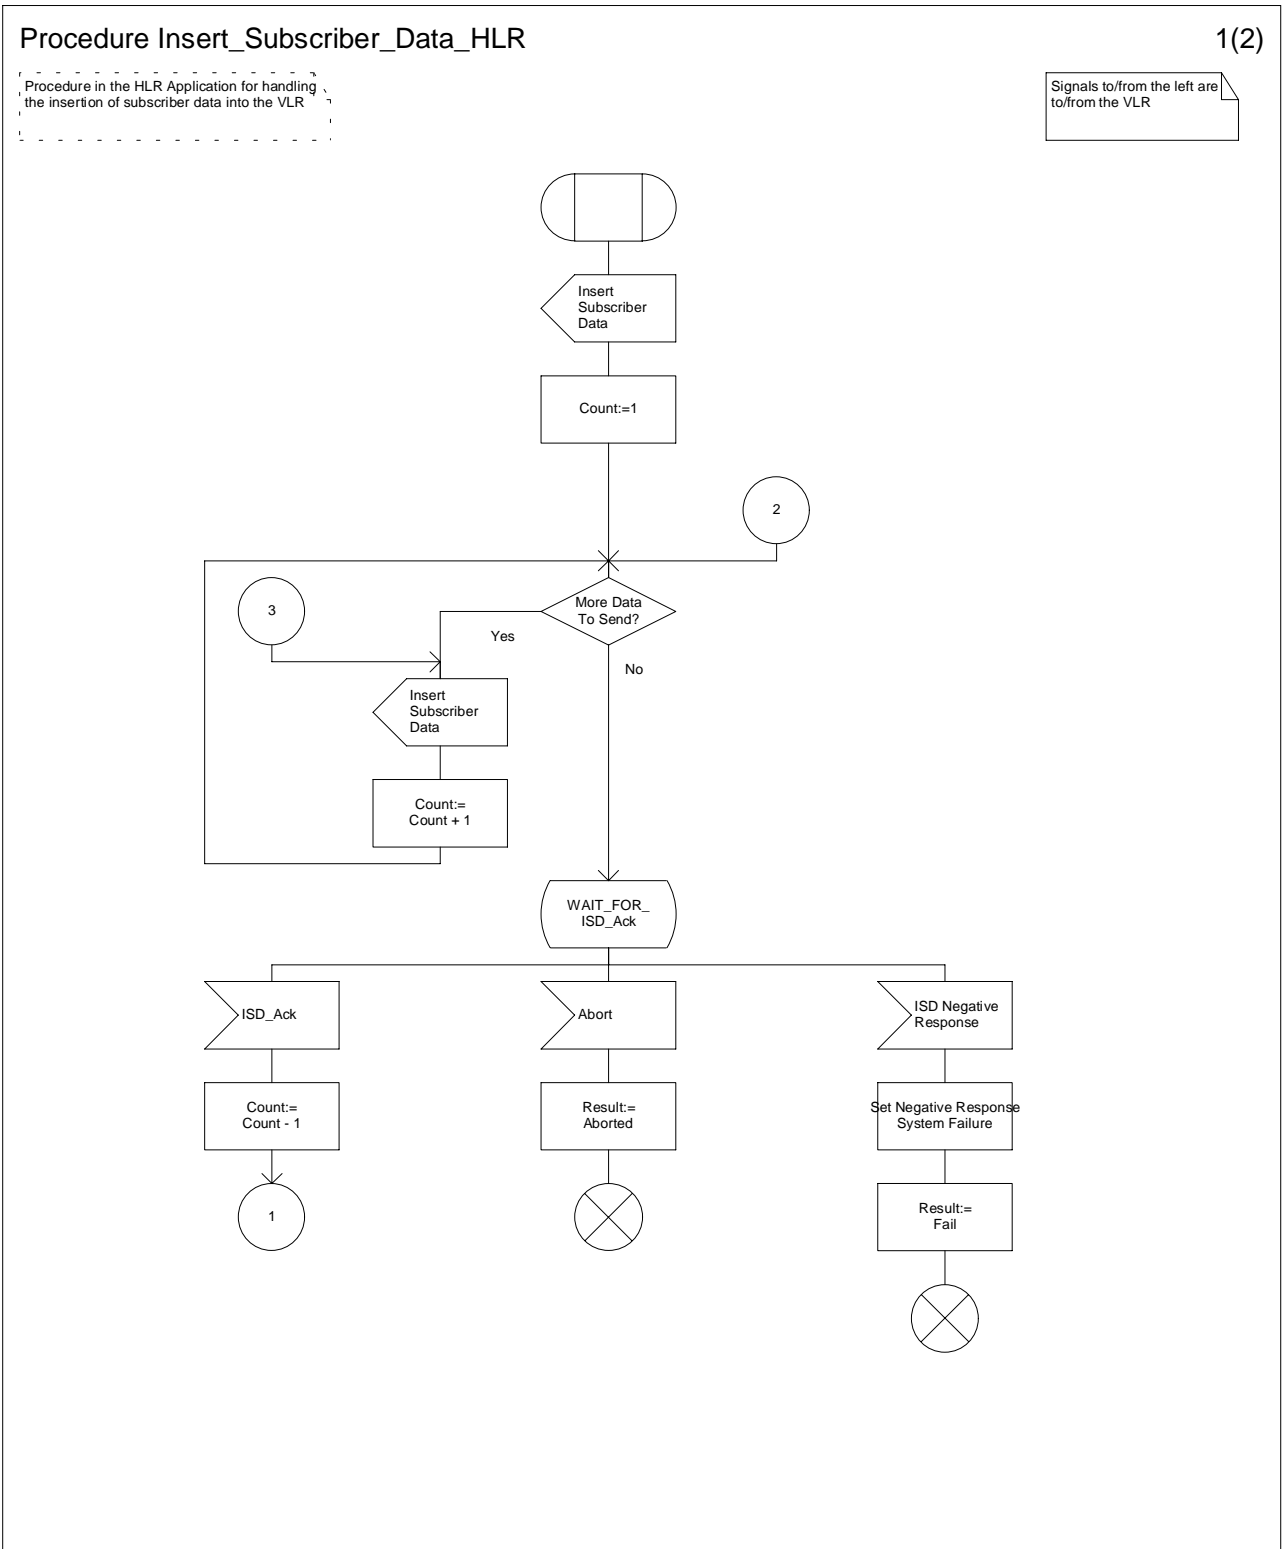 Procedure Insert_Subscriber_Data_HLR
1(2)
Procedure in the HLR Application for handling
the insertion of subscriber data into the VLR
Signals to/from the left are
to/from the VLR
Insert
Subscriber
Data
Count:=1
2
3
More Data
To Send?
Yes
No
Insert
Subscriber
Data
Count:=
Count + 1
WAIT_FOR_
ISD_Ack
ISD_Ack
Abort
ISD Negative
Response
Count:=
Count - 1
Result:=
Aborted
Set Negative Response
System Failure
1
Result:=
Fail